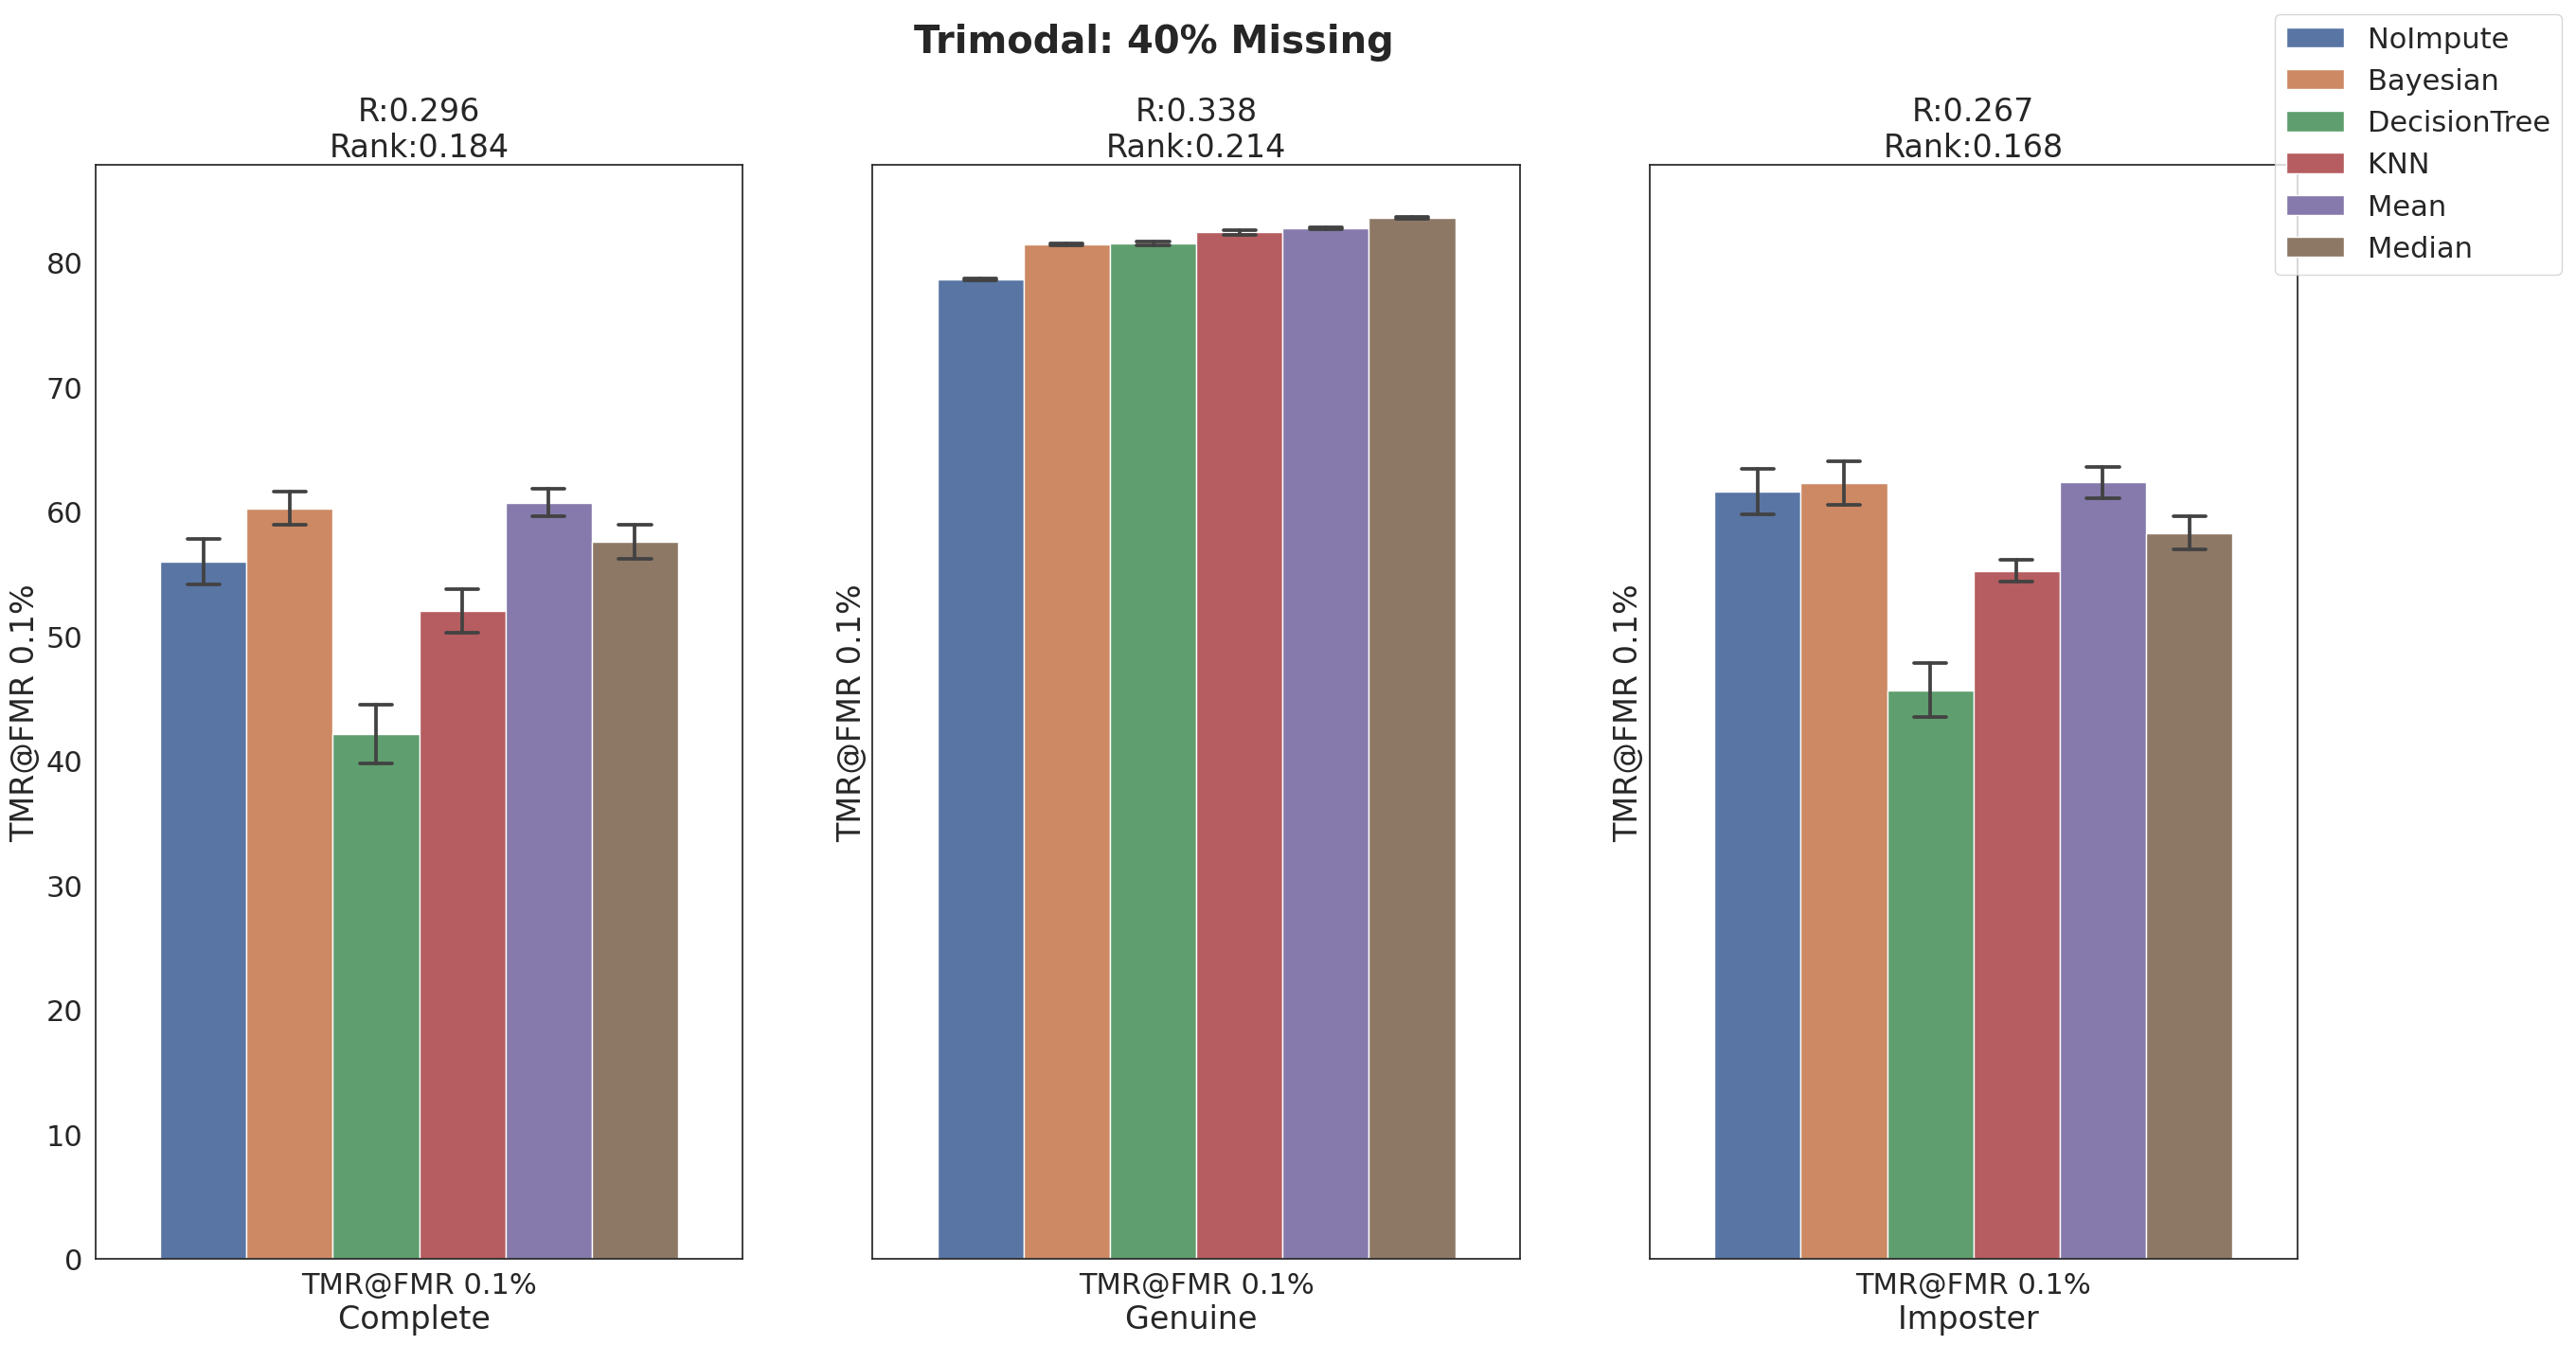 Trimodal: 40% Missing
NoImpute
Bayesian
DecisionTree
KNN
Mean
Median
R:0.296
Rank:0.184
R:0.338
Rank:0.214
R:0.267
Rank:0.168
TMR@FMR 0.1%
80
70
60
50
40
30
20
10
0
TMR@FMR 0.1%
Complete
TMR@FMR 0.1%
TMR@FMR 0.1%
Genuine
TMR@FMR 0.1%
TMR@FMR 0.1%
Imposter